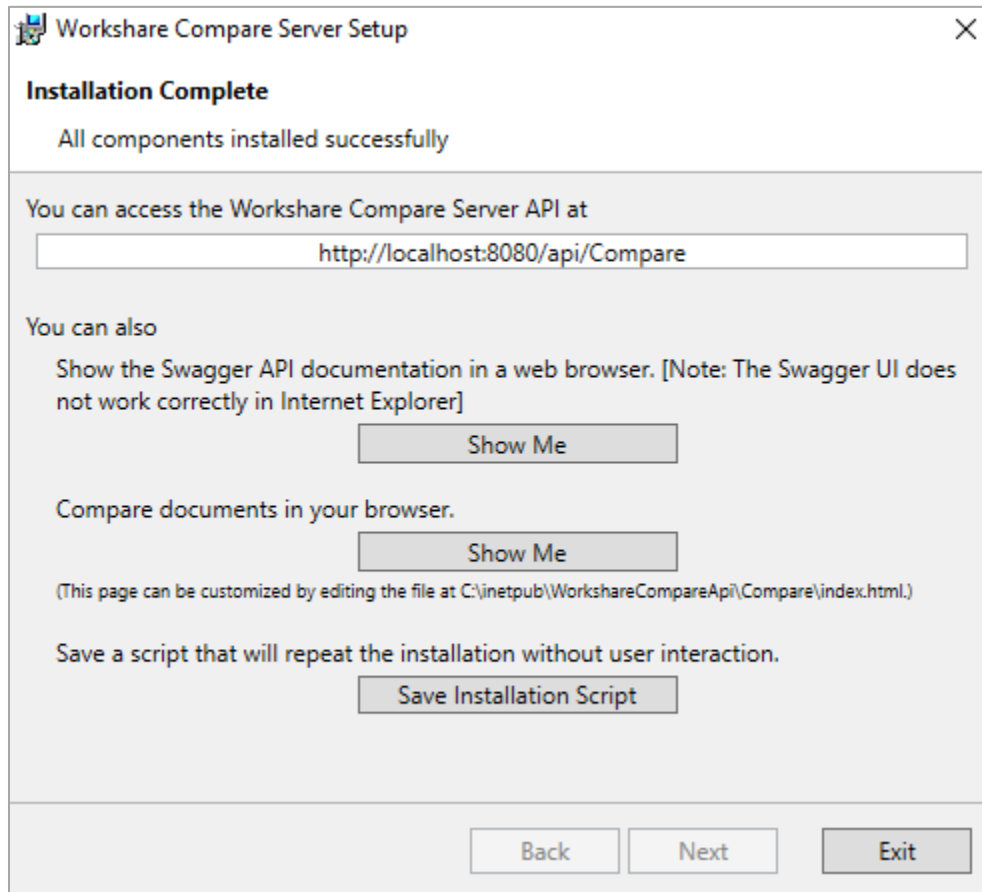 Workshare Compare Server Setup
Installation Complete
All components installed successfully
You can access the Workshare Compare Server API at
http://localhost:8080/api/Compare
You can also
Show the Swagger API documentation in a web browser. [Note: The Swagger UI does
not work correctly in Internet Explorer]
Show Me
Compare documents in your browser.
Show Me
(This page can be customized by editing the file at C:\inetpub\WorkshareCompareApi\Compare\index.html.)
Save a script that will repeat the installation without user interaction.
Save Installation Script
Back Next Exit